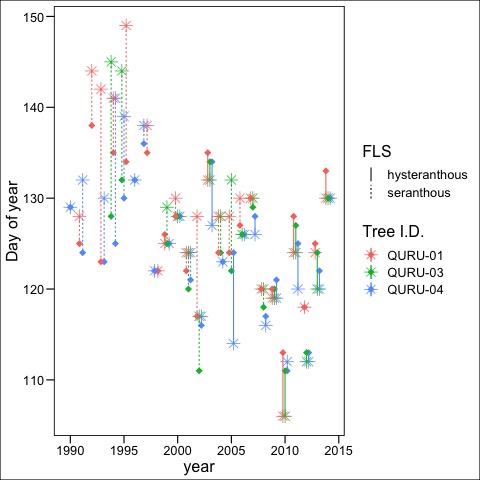 150
140
130
120
110
Day of year
1990 1995 2000 2005 2010 2015
year
FLS
hysteranthous
seranthous
Tree I.D.
QURU-01
QURU-03
QURU-04